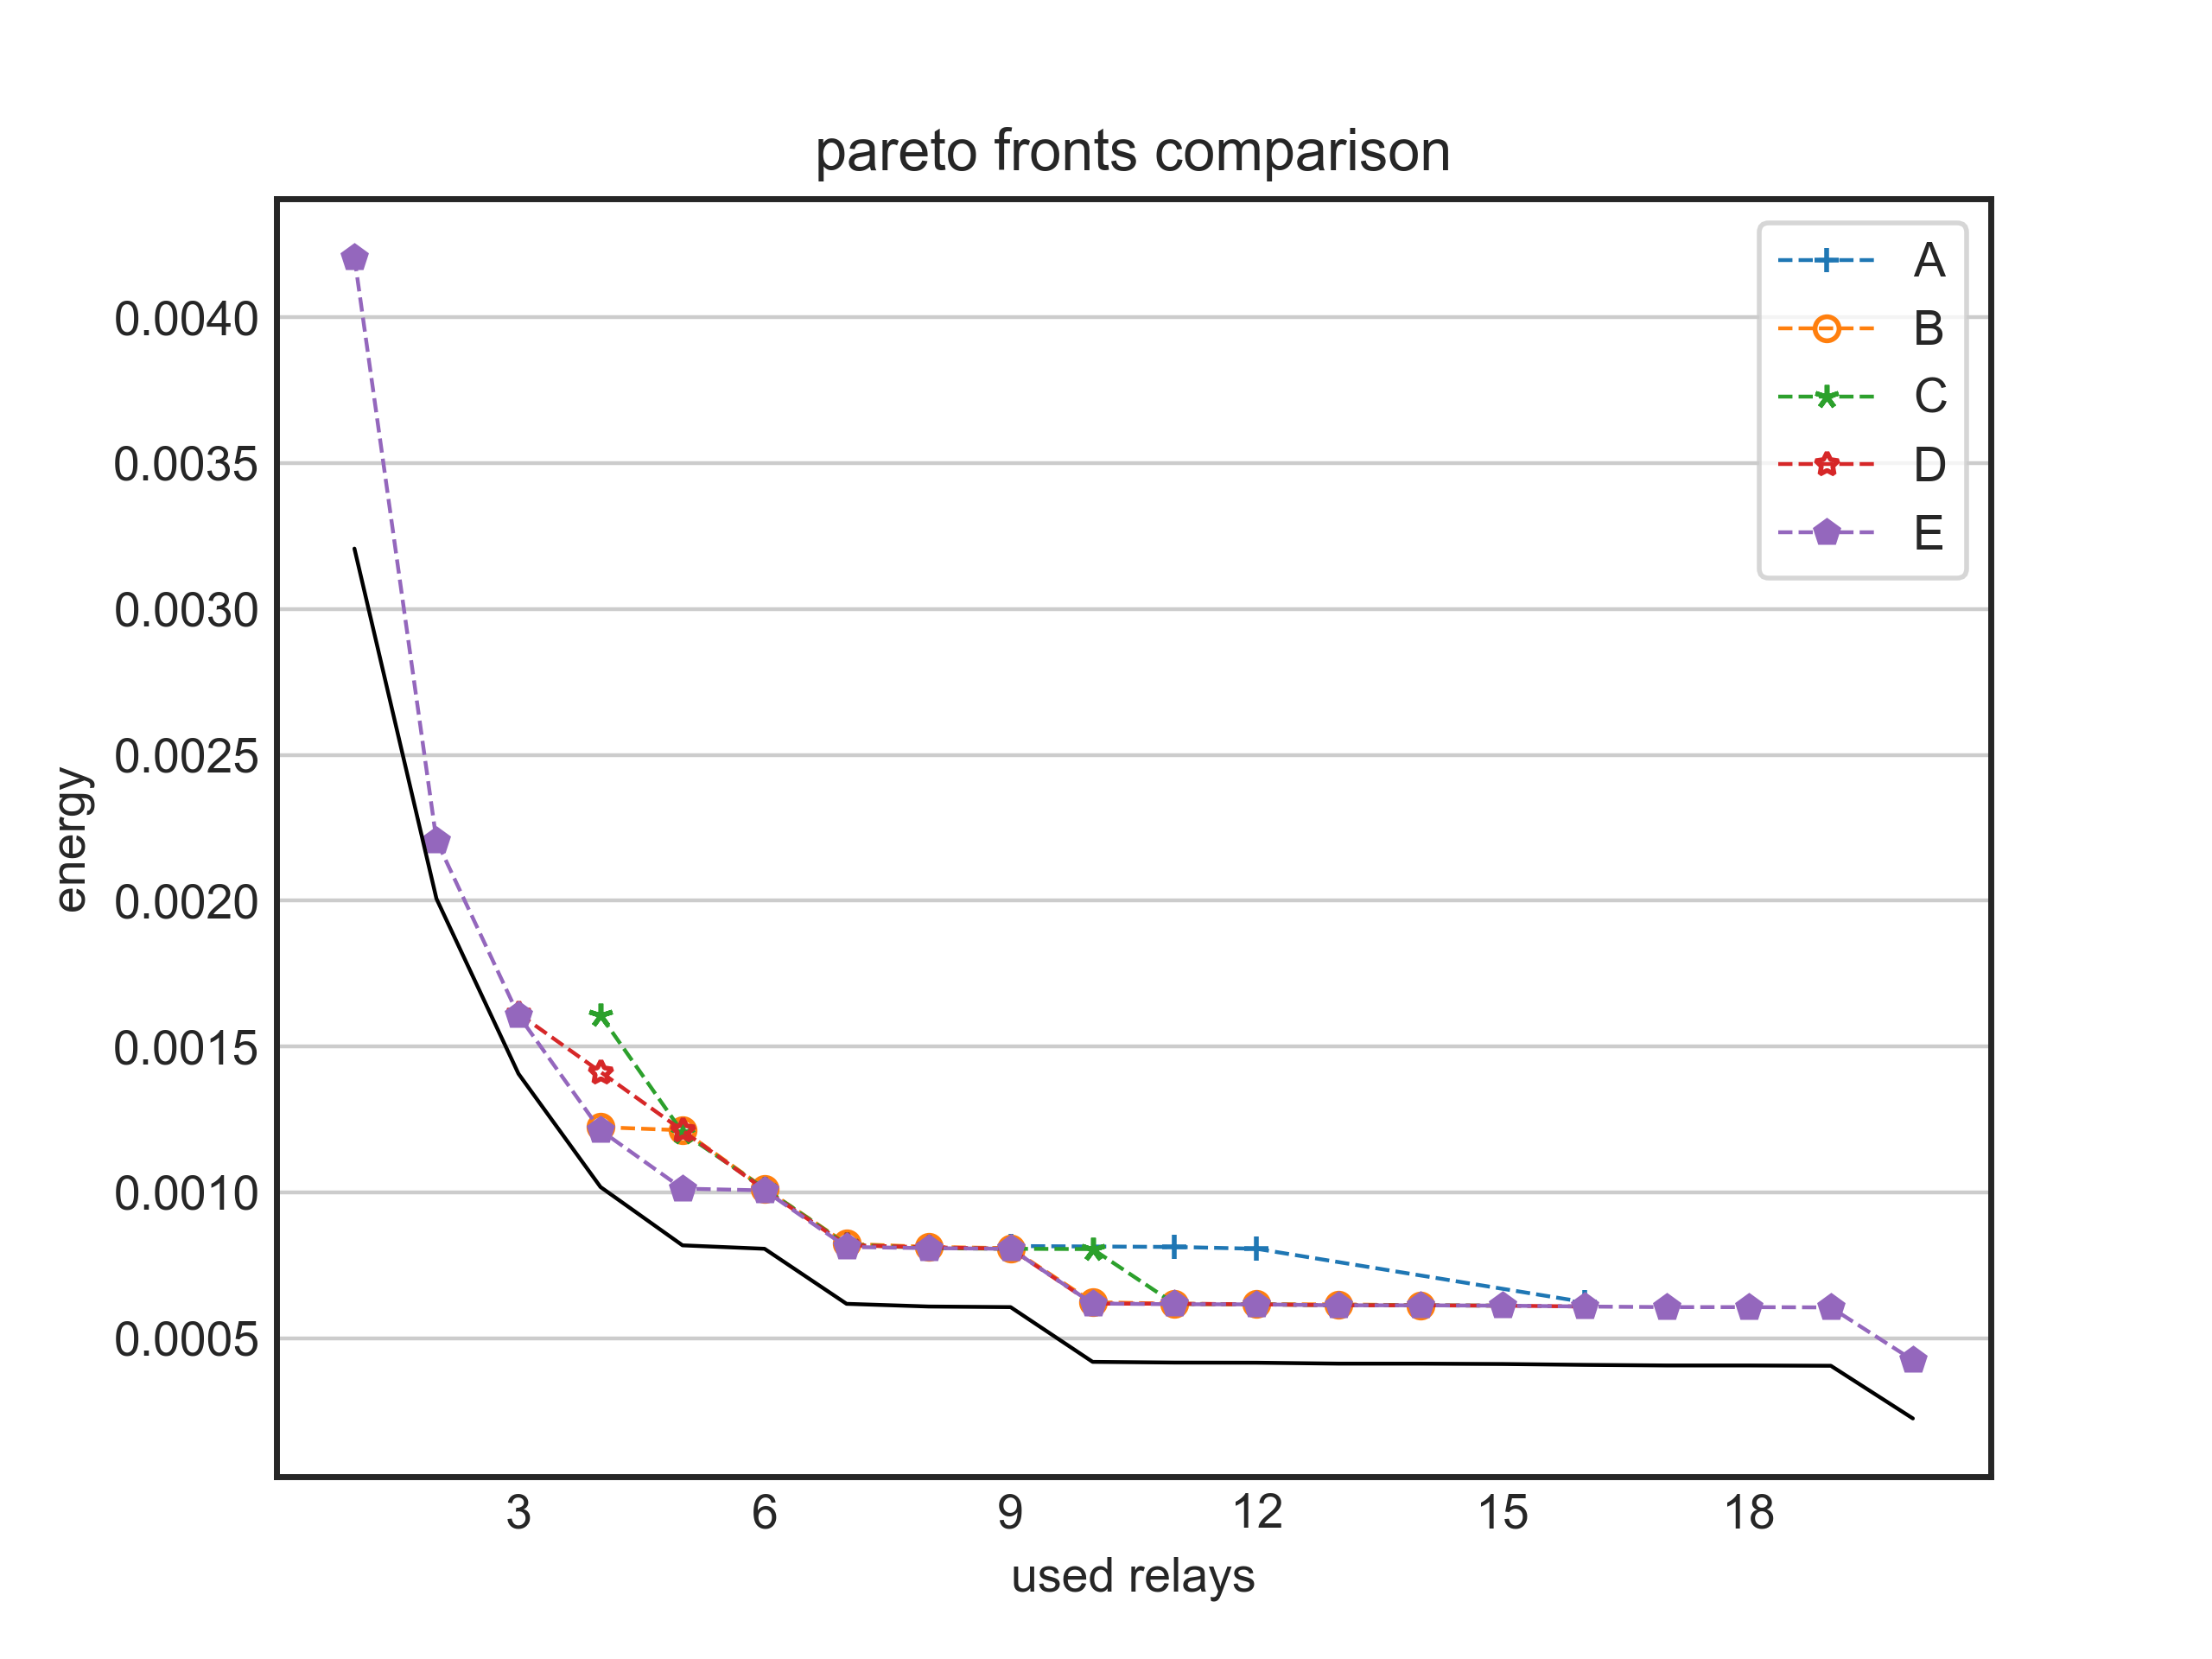 pareto fronts comparison
A
B
C
D
E
0.0040
0.0035
0.0030
0.0025
0.0020
0.0015
0.0010
0.0005
energy
3 6 9 12 15 18
used relays